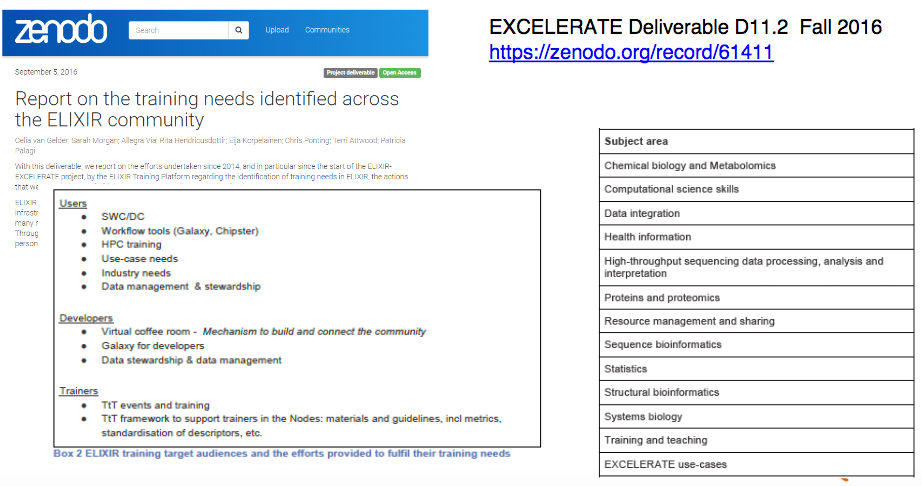 zenodo
Search
Upload
Communities
EXCELERATE Deliverable D11.2 Fall 2016
https://zenodo.org/record/61411
September 5, 2016
Project deliverable
Open Access
Report on the training needs identified across
the ELIXIR community
Celia van Gelder; Sarah Morgan; Allegra Via; Rita Hendricusdottir; Eija Korpelainen; Chris Ponting; Terri Attwood; Patricia
Palagi
With this deliverable, we report on the efforts undertaken since 2014, and in particular since the start of the ELIXIR-
EXCELERATE project, by the ELIXIR Training Platform regarding the identification of training needs in ELIXIR, the actions
that we
ELIXIR
infrastr
many r
Throug
person
Users
● SWC/DC
● Workflow tools (Galaxy, Chipster)
● HPC training
● Use-case needs
● Industry needs
● Data management & stewardship
Developers
● Virtual coffee room - Mechanism to build and connect the community
● Galaxy for developers
● Data stewardship & data management
Trainers
● TtT events and training
● TtT framework to support trainers in the Nodes: materials and guidelines, incl metrics,
standardisation of descriptors, etc.
Box 2 ELIXIR training target audiences and the efforts provided to fulfil their training needs
Subject area
Chemical biology and Metabolomics
Computational science skills
Data integration
Health information
High-throughput sequencing data processing, analysis and
interpretation
Proteins and proteomics
Resource management and sharing
Sequence bioinformatics
Statistics
Structural bioinformatics
Systems biology
Training and teaching
EXCELERATE use-cases